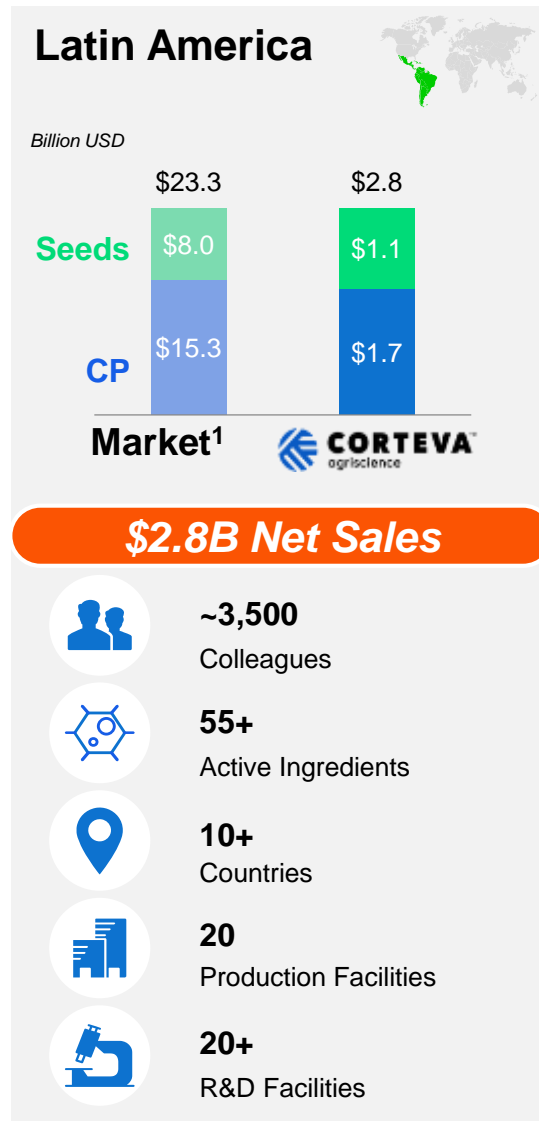 Latin America
Billion USD
$23.3 $2.8
Seeds $8.0 $1.1
CP $15.3 $1.7
Market1 CORTEVA™
agriscience
$2.8B Net Sales
~3,500
Colleagues
55+
Active Ingredients
10+
Countries
20
Production Facilities
20+
R&D Facilities